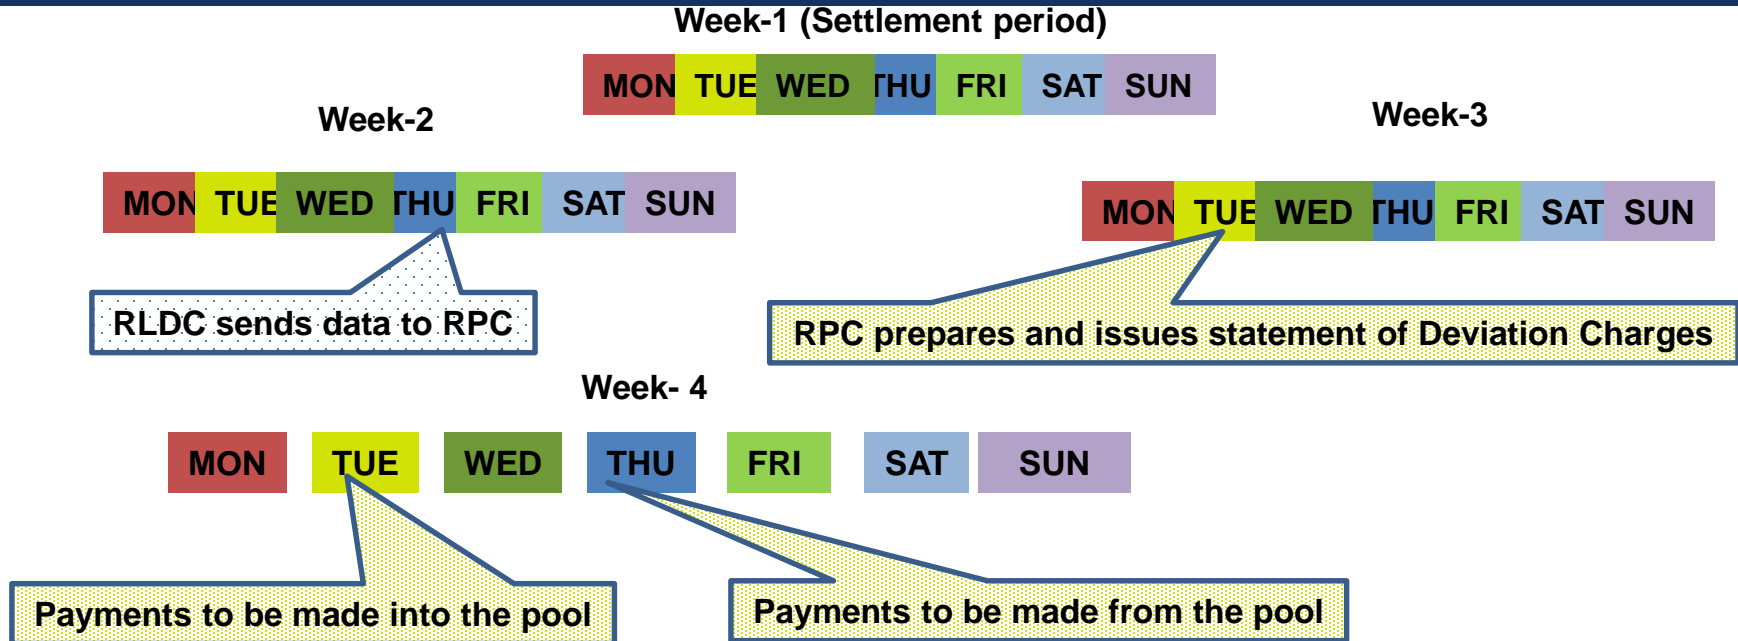 Week-1 (Settlement period)
MON TUE WED THU FRI SAT SUN
Week-2
Week-3
MON TUE WED THU FRI SAT SUN
MON TUE WED THU FRI SAT SUN
RLDC sends data to RPC
RPC prepares and issues statement of Deviation Charges
Week- 4
MON TUE WED THU FRI SAT SUN
Payments to be made into the pool
Payments to be made from the pool